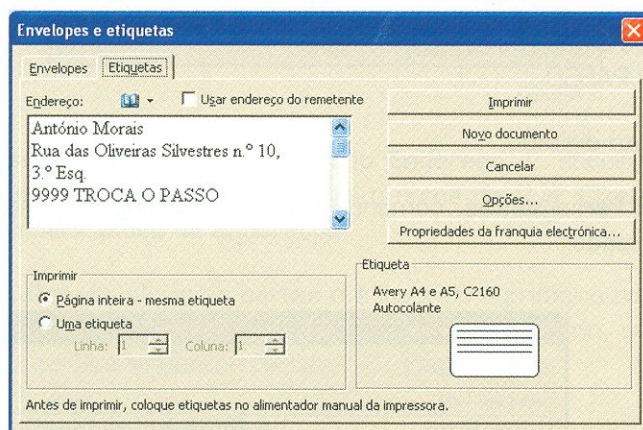 Envelopes e etiquetas
Envelopes Etiquetas
Endereço: Usar endereço do remetente
António Morais
Rua das Oliveiras Silvestres n.º 10,
3.º Esq.
9999 TROCA O PASSO
Imprimir
Novo documento
Cancelar
Opções...
Propriedades da franquia electrónica...
Imprimir
Página inteira - mesma etiqueta
Uma etiqueta
Linha: 1 Coluna: 1
Etiqueta
Avery A4 e A5, C2160
Autocolante
Antes de imprimir, coloque etiquetas no alimentador manual da impressora.